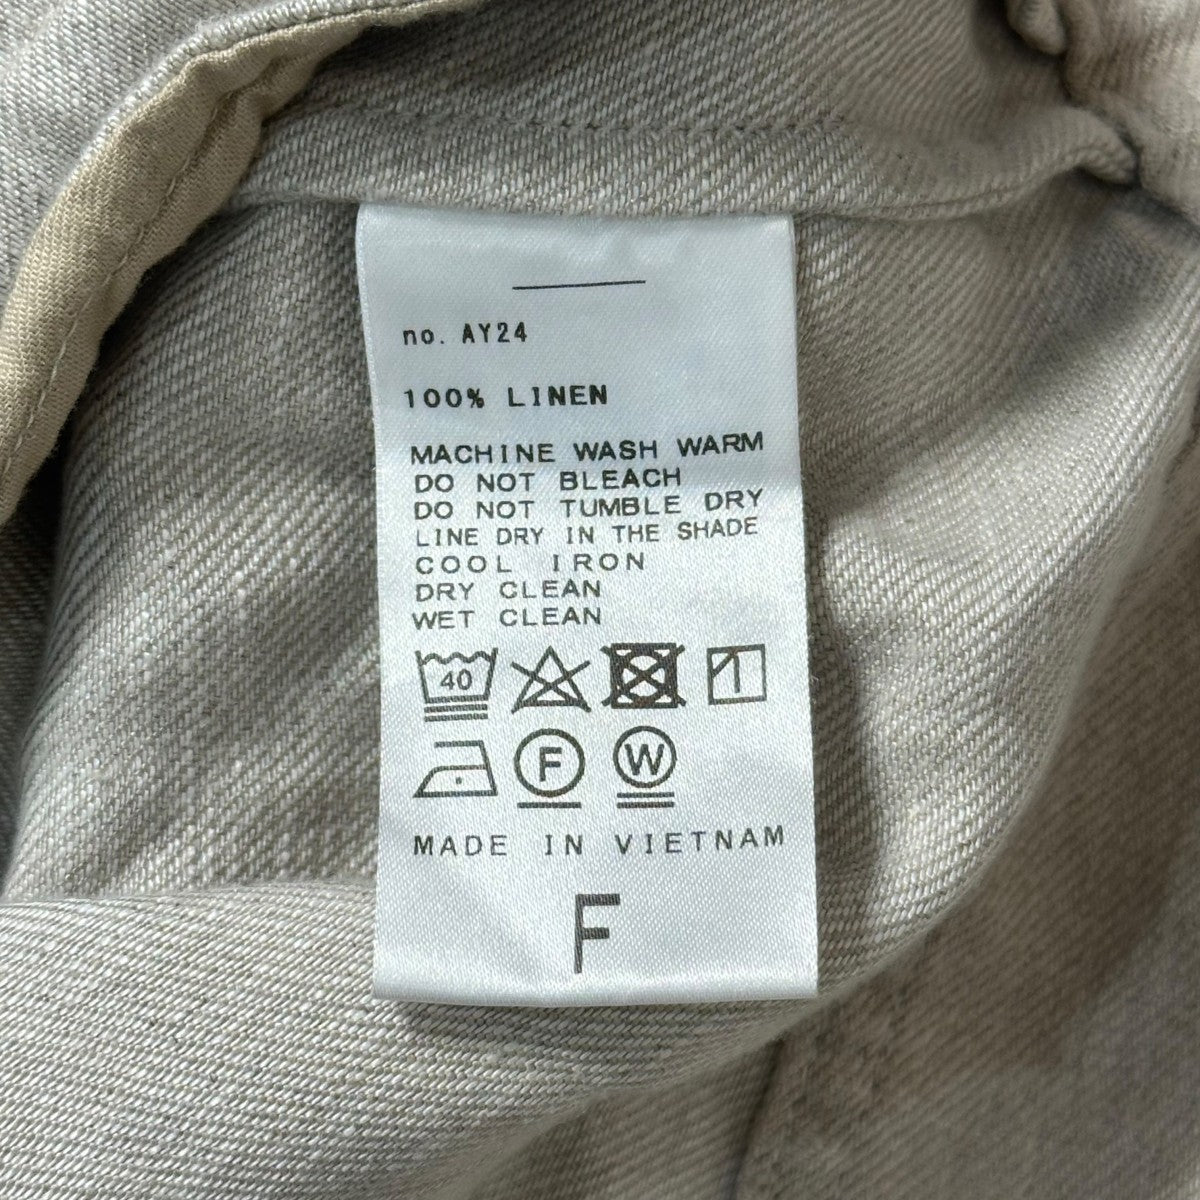 no. AY24
100% LINEN
MACHINE WASH WARM
DO NOT BLEACH
DO NOT TUMBLE DRY
LINE DRY IN THE SHADE
COOL IRON
DRY CLEAN
WET CLEAN
40
F W
MADE IN VIETNAM
F